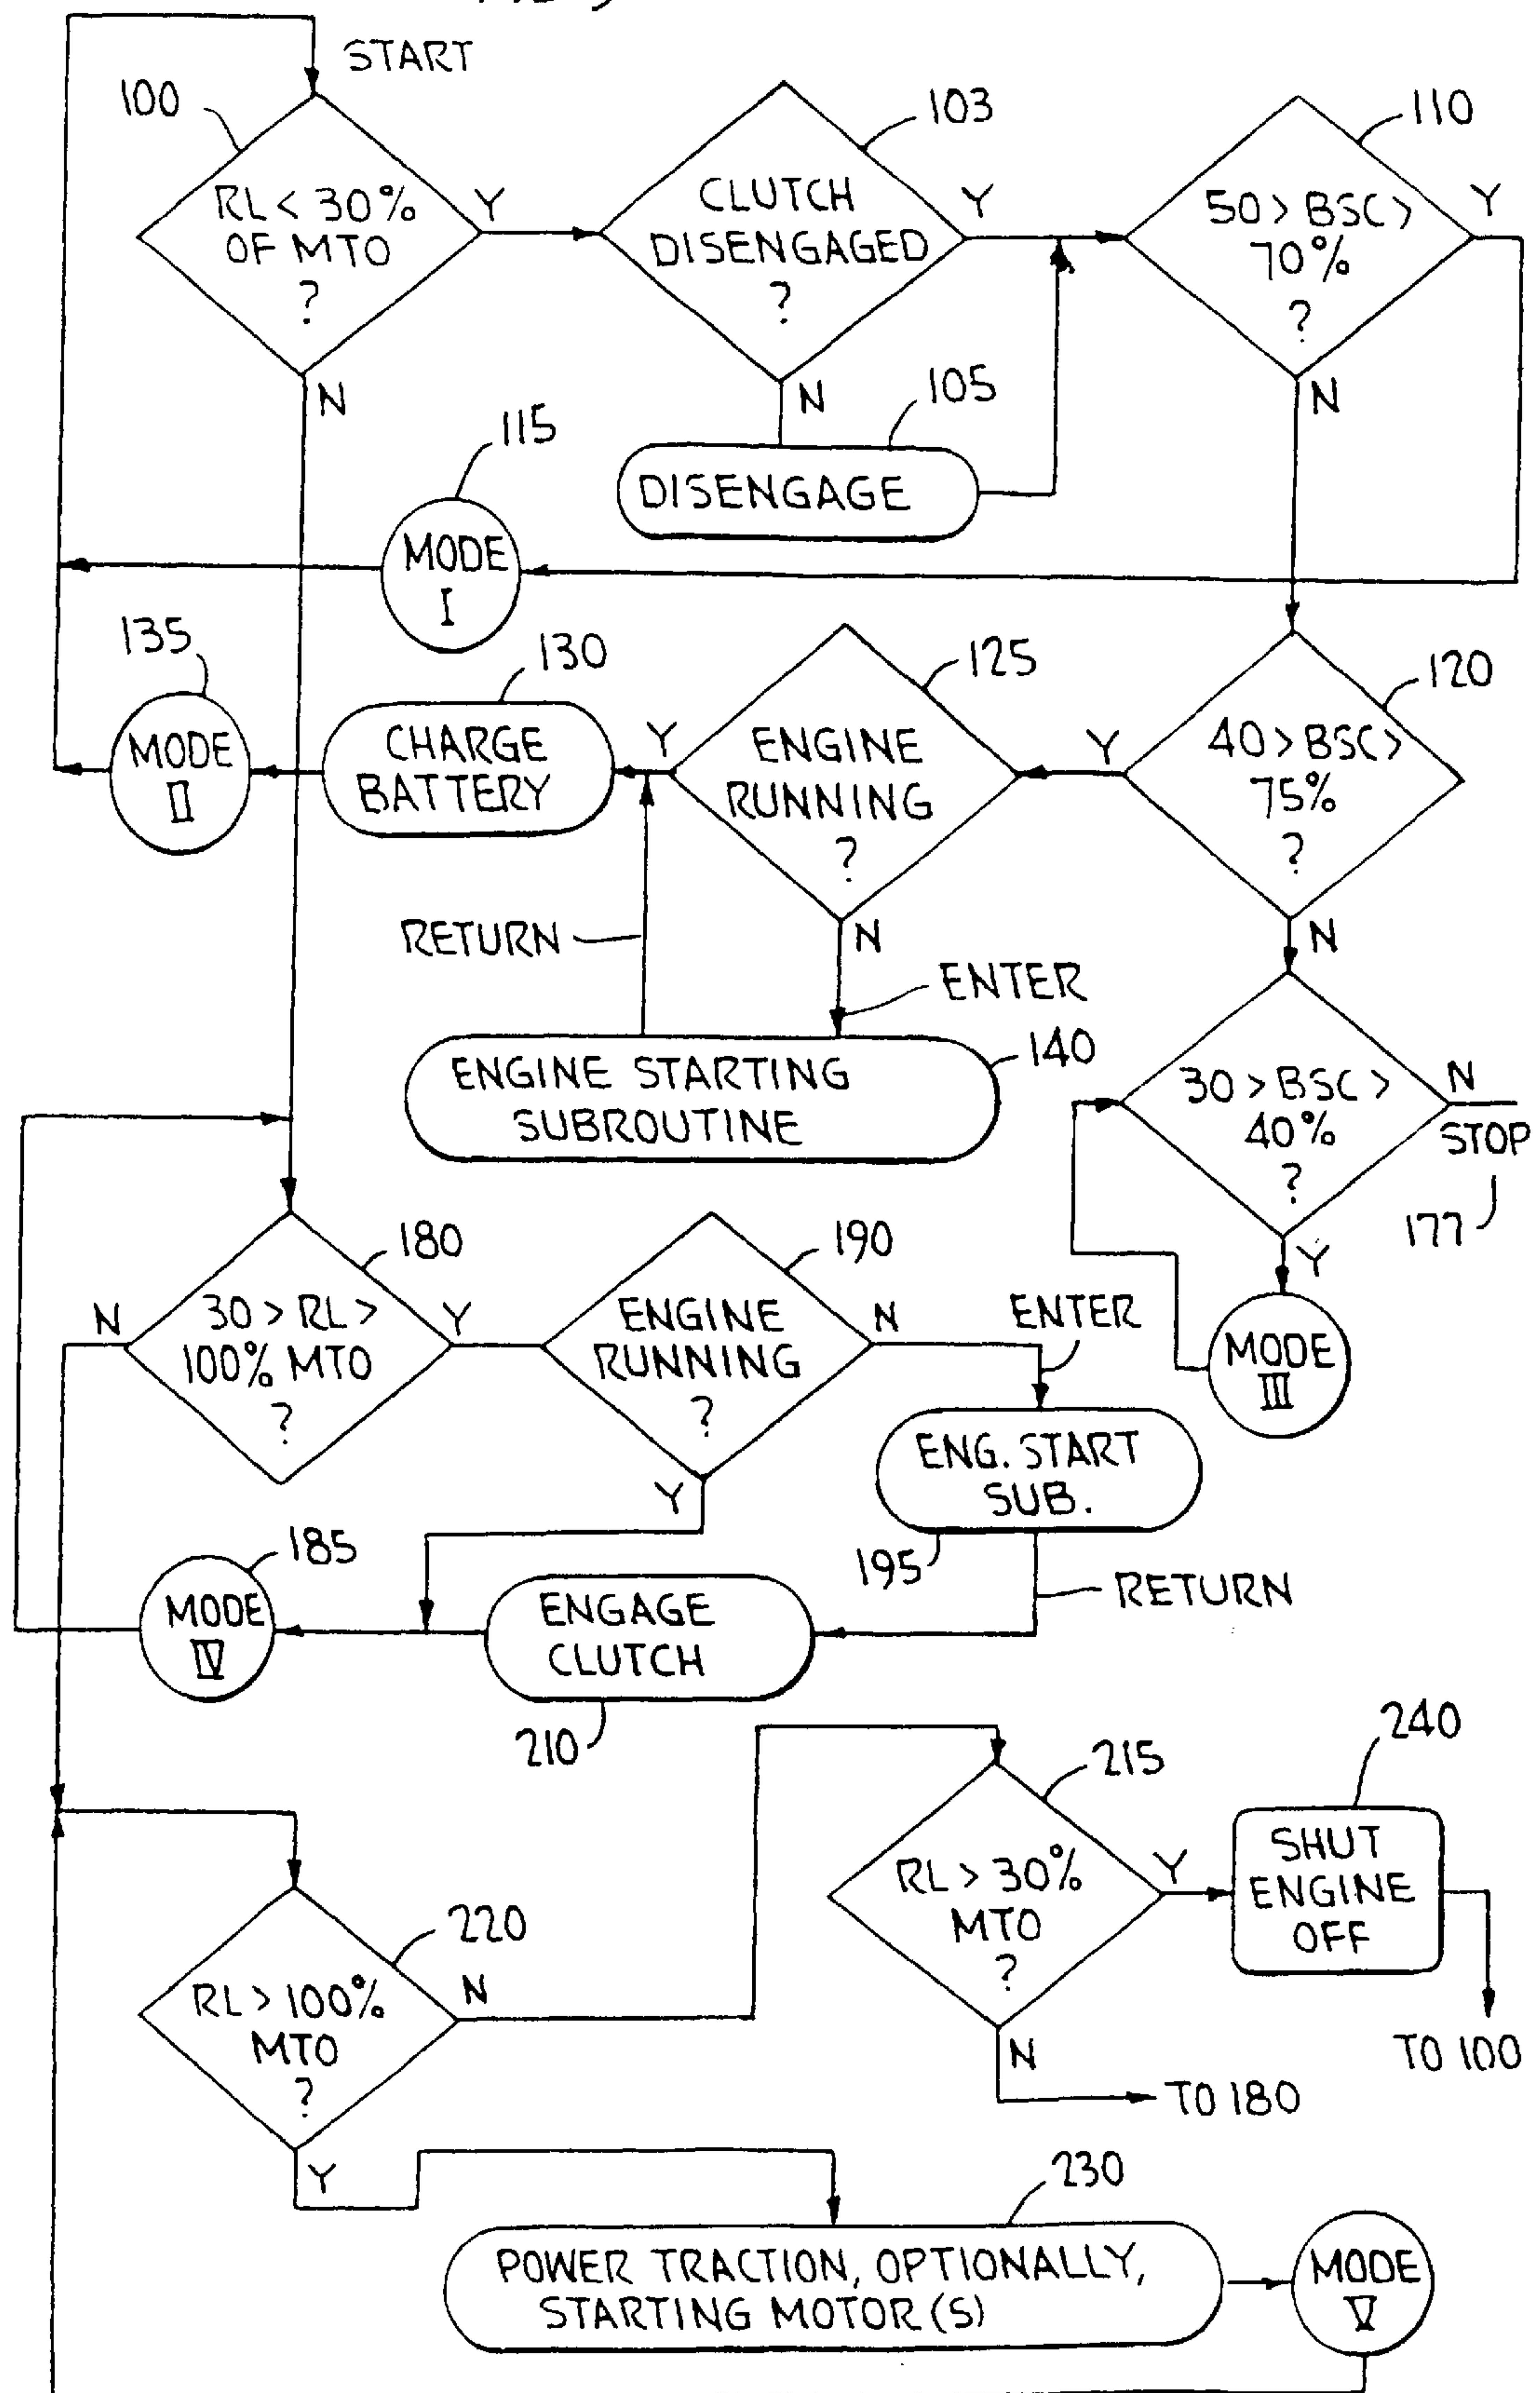 START
100
RL < 30%
OF MTO
?
Y
N
103
CLUTCH
DISENGAGED
?
Y
N
110
50 > BSC >
70%
?
Y
N
105
DISENGAGE
115
MODE
I
135
MODE
II
130
CHARGE
BATTERY
125
Y
ENGINE
RUNNING
?
N
120
Y
40 > BSC >
75%
?
N
RETURN
ENTER
140
ENGINE STARTING
SUBROUTINE
30 > BSC >
40%
?
N
STOP
177
Y
MODE
III
180
N
30 > RL >
100% MTO
?
Y
190
ENGINE
RUNNING
?
N
Y
ENTER
ENG. START
SUB.
195
RETURN
185
MODE
IV
ENGAGE
CLUTCH
210
215
RL > 30%
MTO
?
Y
N
TO 180
240
SHUT
ENGINE
OFF
TO 100
220
RL > 100%
MTO
?
N
Y
230
POWER TRACTION, OPTIONALLY,
STARTING MOTOR(S)
MODE
V